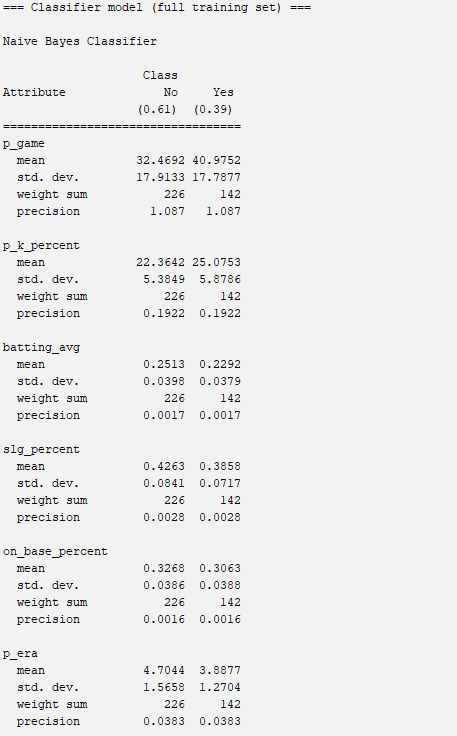 === Classifier model (full training set) ===
Naive Bayes Classifier
Class
Attribute No Yes
(0.61) (0.39)
=================================
p_game
mean 32.4692 40.9752
std. dev. 17.9133 17.7877
weight sum 226 142
precision 1.087 1.087
p_k_percent
mean 22.3642 25.0753
std. dev. 5.3849 5.8786
weight sum 226 142
precision 0.1922 0.1922
batting_avg
mean 0.2513 0.2292
std. dev. 0.0398 0.0379
weight sum 226 142
precision 0.0017 0.0017
slg_percent
mean 0.4263 0.3858
std. dev. 0.0841 0.0717
weight sum 226 142
precision 0.0028 0.0028
on_base_percent
mean 0.3268 0.3063
std. dev. 0.0386 0.0388
weight sum 226 142
precision 0.0016 0.0016
p_era
mean 4.7044 3.8877
std. dev. 1.5658 1.2704
weight sum 226 142
precision 0.0383 0.0383